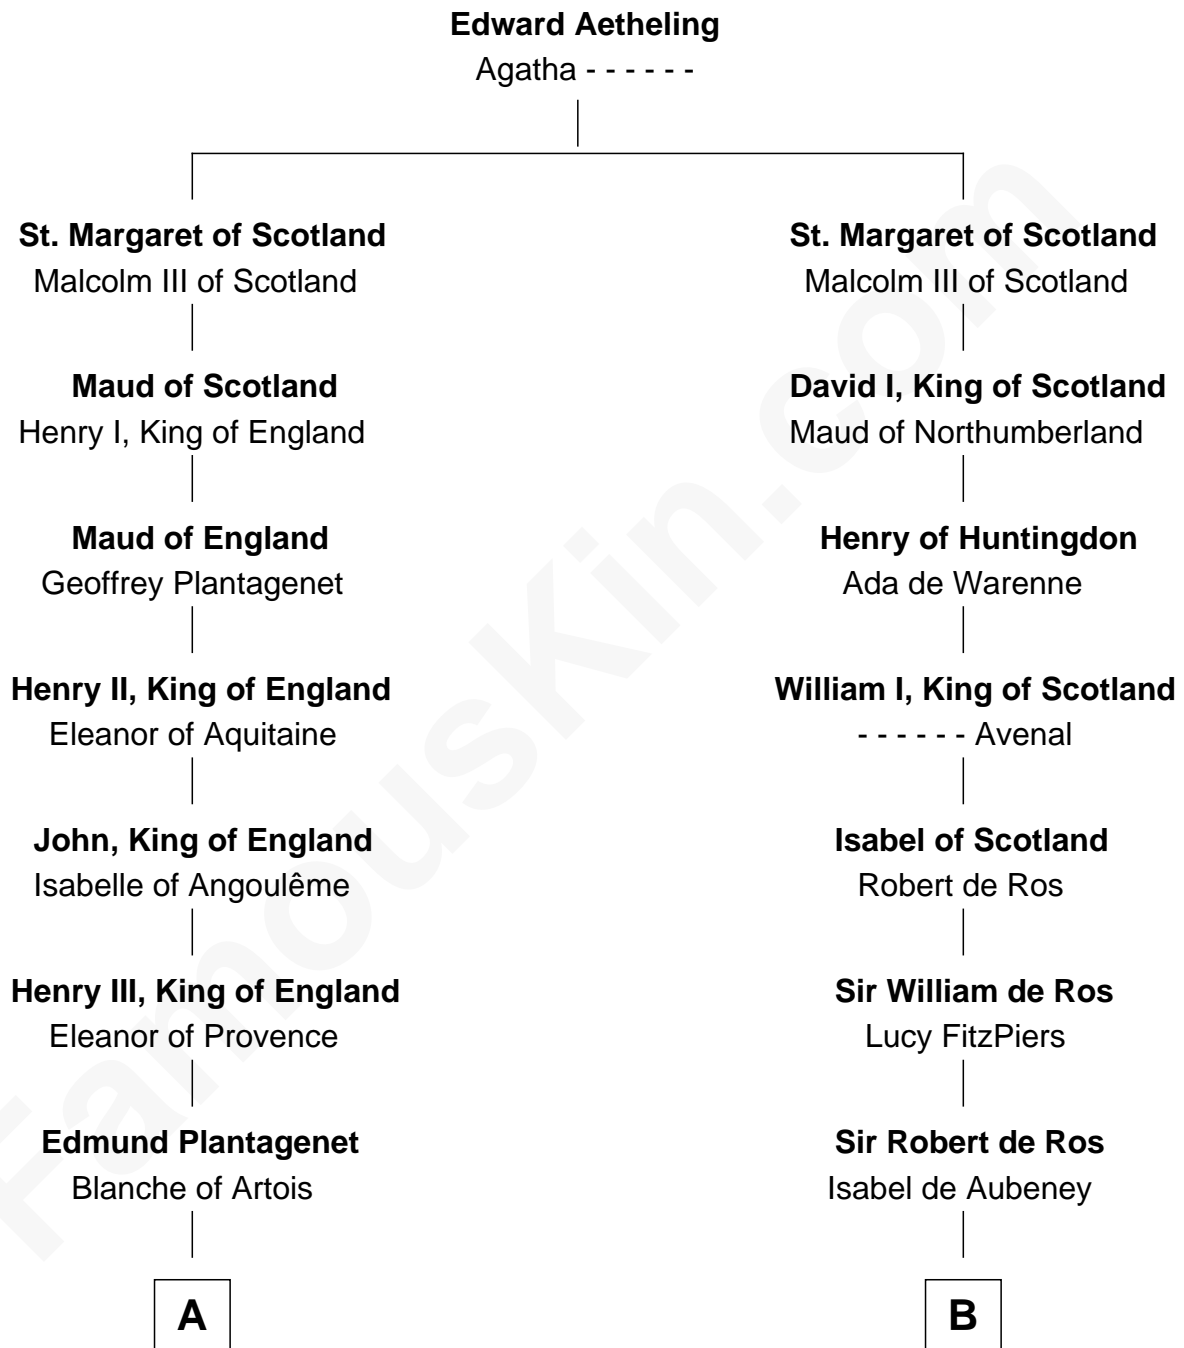 Edward Aetheling
Agatha - - - - - -
St. Margaret of Scotland
Malcolm III of Scotland
Maud of Scotland
Henry I, King of England
Maud of England
Geoffrey Plantagenet
Henry II, King of England
Eleanor of Aquitaine
John, King of England
Isabelle of Angoulême
Henry III, King of England
Eleanor of Provence
Edmund Plantagenet
Blanche of Artois
A
St. Margaret of Scotland
Malcolm III of Scotland
David I, King of Scotland
Maud of Northumberland
Henry of Huntingdon
Ada de Warenne
William I, King of Scotland
- - - - - - Avenal
Isabel of Scotland
Robert de Ros
Sir William de Ros
Lucy FitzPiers
Sir Robert de Ros
Isabel de Aubeney
B
FamousKin.com